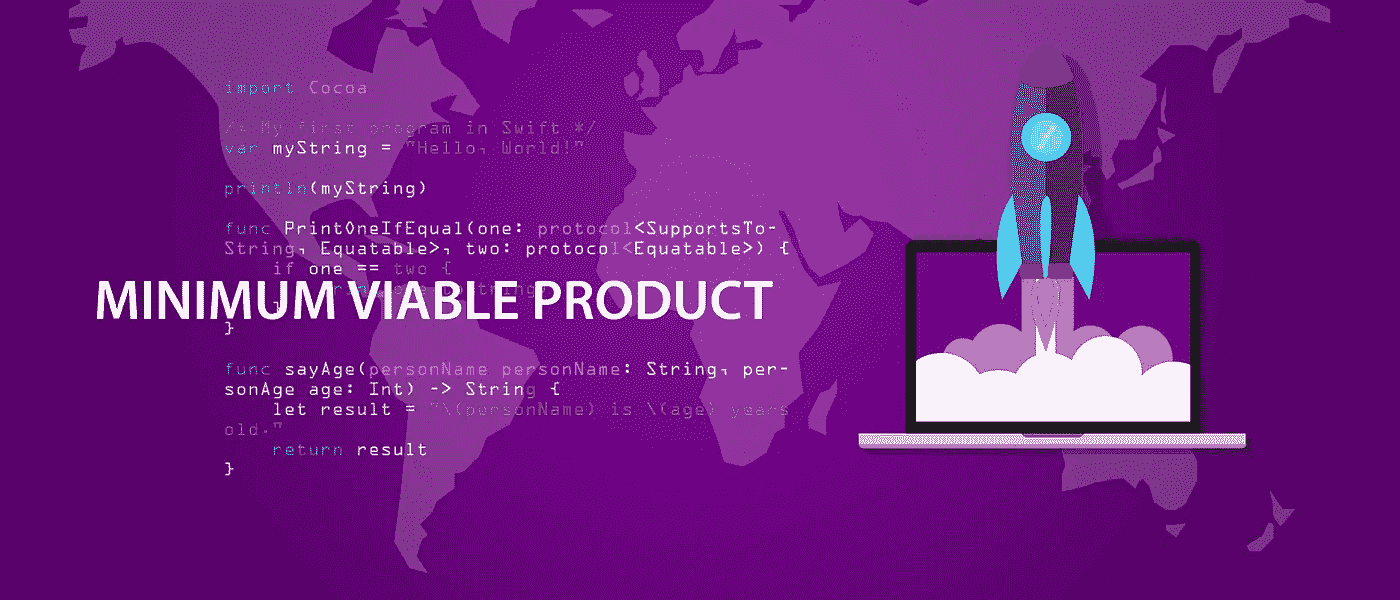 import Cocoa
/* My first program in Swift */
var myString = "Hello, World!"
println(myString)
func PrintOneIfEqual(one: protocol<SupportsTo-
String, Equatable>, two: protocol<Equatable>) {
if one == two {
MINIMUM VIABLE PRODUCT
}
func sayAge(personName personName: String, per-
sonAge age: Int) -> String {
let result = "\(personName) is \(age) years
old."
return result
}